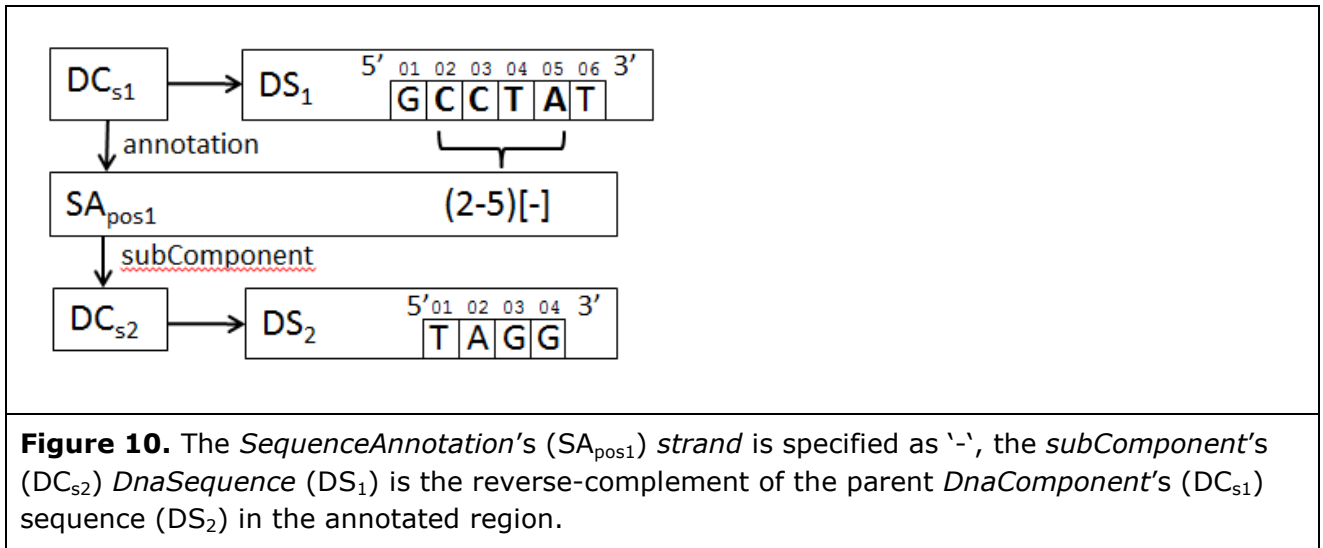 DCs1 DS1 5’ 01 02 03 04 05 06 3’
G C C T A T
annotation
SApos1 (2-5)[-]
subComponent
DCs2 DS2 5’ 01 02 03 04 3’
T A G G
Figure 10. The SequenceAnnotation’s (SApos1) strand is specified as ‘-‘, the subComponent’s
(DCs2) DnaSequence (DS1) is the reverse-complement of the parent DnaComponent’s (DCs1)
sequence (DS2) in the annotated region.